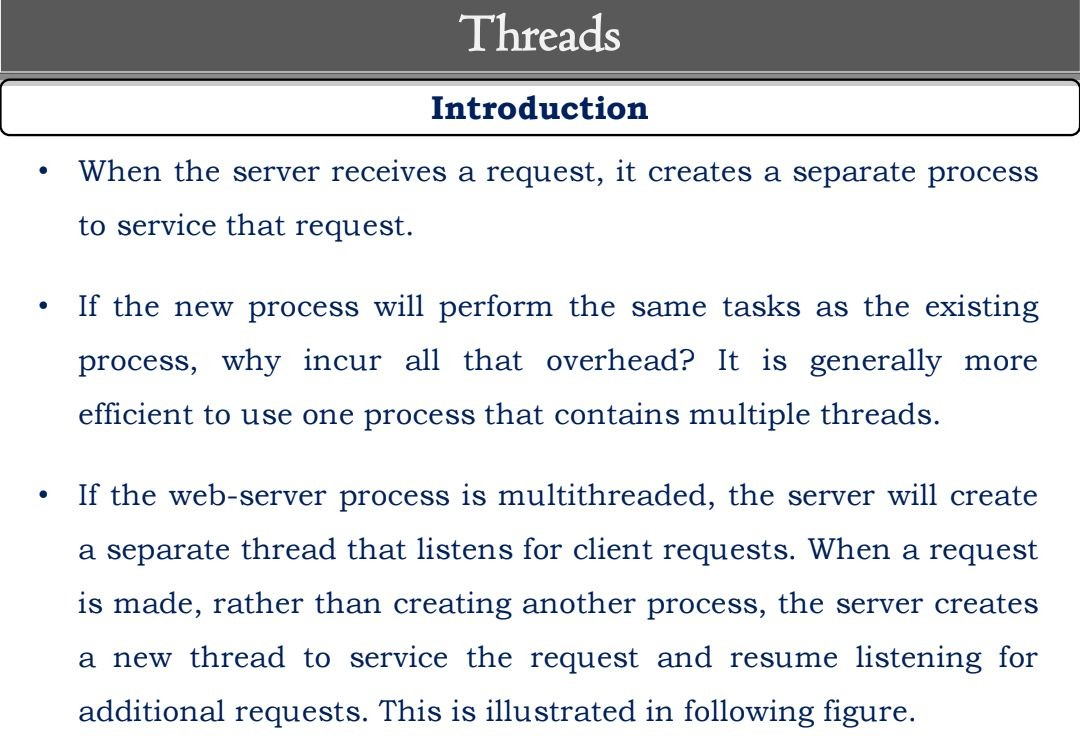 Threads
Introduction
• When the server receives a request, it creates a separate process
to service that request.
• If the new process will perform the same tasks as the existing
process, why incur all that overhead? It is generally more
efficient to use one process that contains multiple threads.
• If the web-server process is multithreaded, the server will create
a separate thread that listens for client requests. When a request
is made, rather than creating another process, the server creates
a new thread to service the request and resume listening for
additional requests. This is illustrated in following figure.